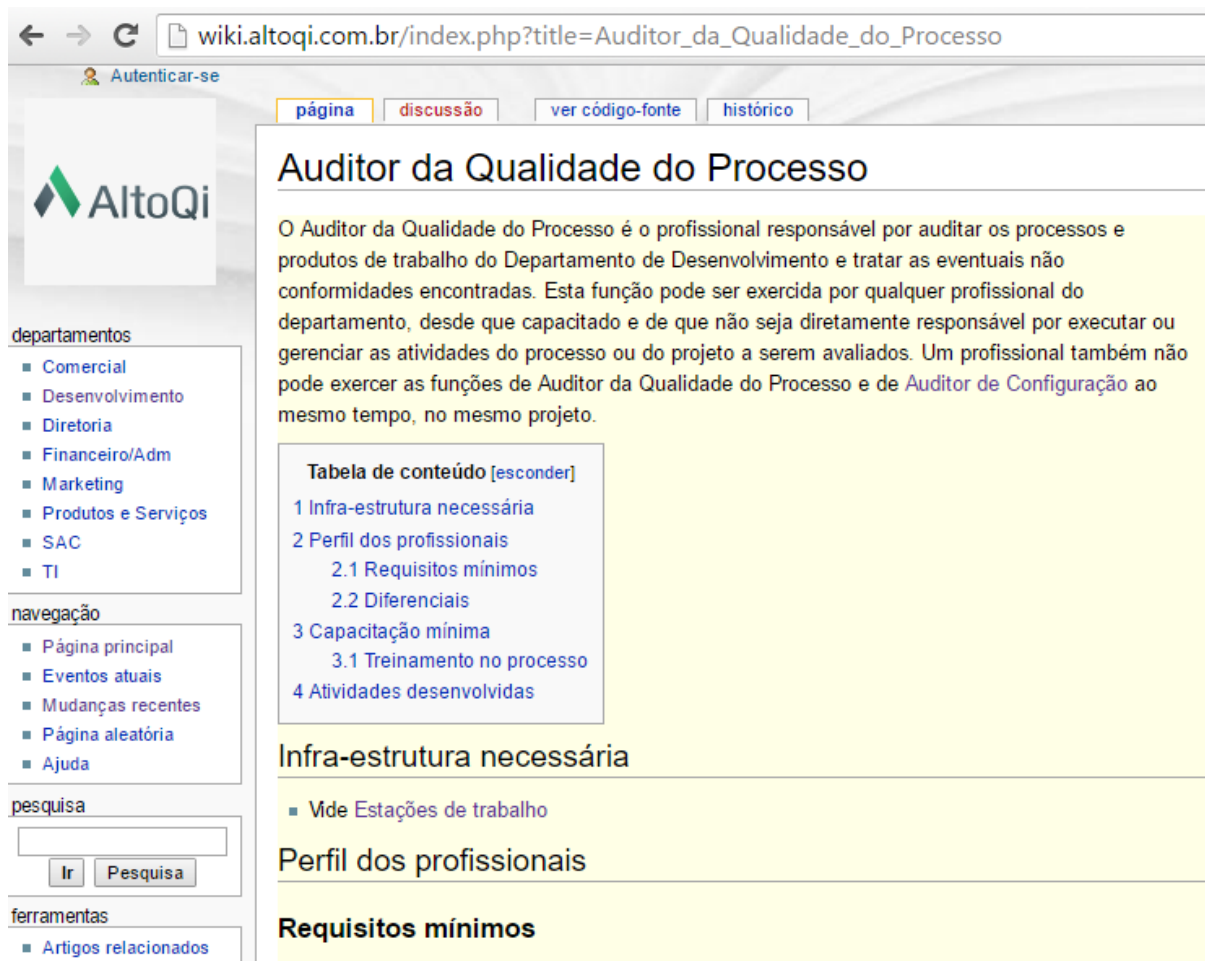 wiki.altoqi.com.br/index.php?title=Auditor_da_Qualidade_do_Processo
Autenticar-se
página
discussão
ver código-fonte
histórico
AltoQi
departamentos
Comercial
Desenvolvimento
Diretoria
Financeiro/Adm
Marketing
Produtos e Serviços
SAC
TI
navegação
Página principal
Eventos atuais
Mudanças recentes
Página aleatória
Ajuda
pesquisa
Ir
Pesquisa
ferramentas
Artigos relacionados
Auditor da Qualidade do Processo
O Auditor da Qualidade do Processo é o profissional responsável por auditar os processos e
produtos de trabalho do Departamento de Desenvolvimento e tratar as eventuais não
conformidades encontradas. Esta função pode ser exercida por qualquer profissional do
departamento, desde que capacitado e de que não seja diretamente responsável por executar ou
gerenciar as atividades do processo ou do projeto a serem avaliados. Um profissional também não
pode exercer as funções de Auditor da Qualidade do Processo e de Auditor de Configuração ao
mesmo tempo, no mesmo projeto.
Tabela de conteúdo [esconder]
1 Infra-estrutura necessária
2 Perfil dos profissionais
2.1 Requisitos mínimos
2.2 Diferenciais
3 Capacitação mínima
3.1 Treinamento no processo
4 Atividades desenvolvidas
Infra-estrutura necessária
Vide Estações de trabalho
Perfil dos profissionais
Requisitos mínimos